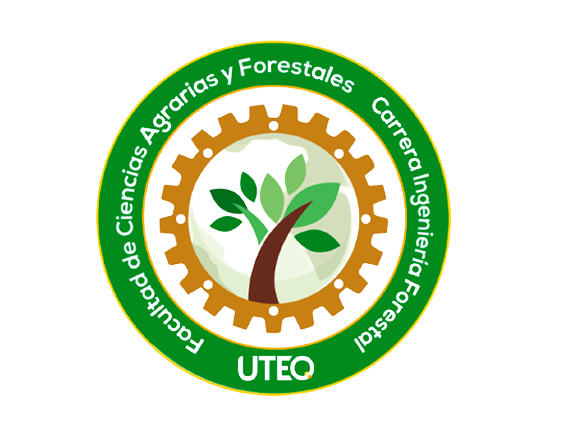 Facultad de Ciencias Agrarias y Forestales
Carrera Ingeniería Forestal
UTEQ